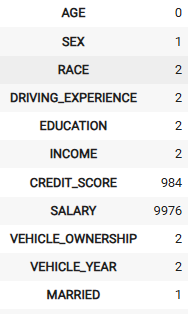 AGE 0
SEX 1
RACE 2
DRIVING_EXPERIENCE 2
EDUCATION 2
INCOME 2
CREDIT_SCORE 984
SALARY 9976
VEHICLE_OWNERSHIP 2
VEHICLE_YEAR 2
MARRIED 1